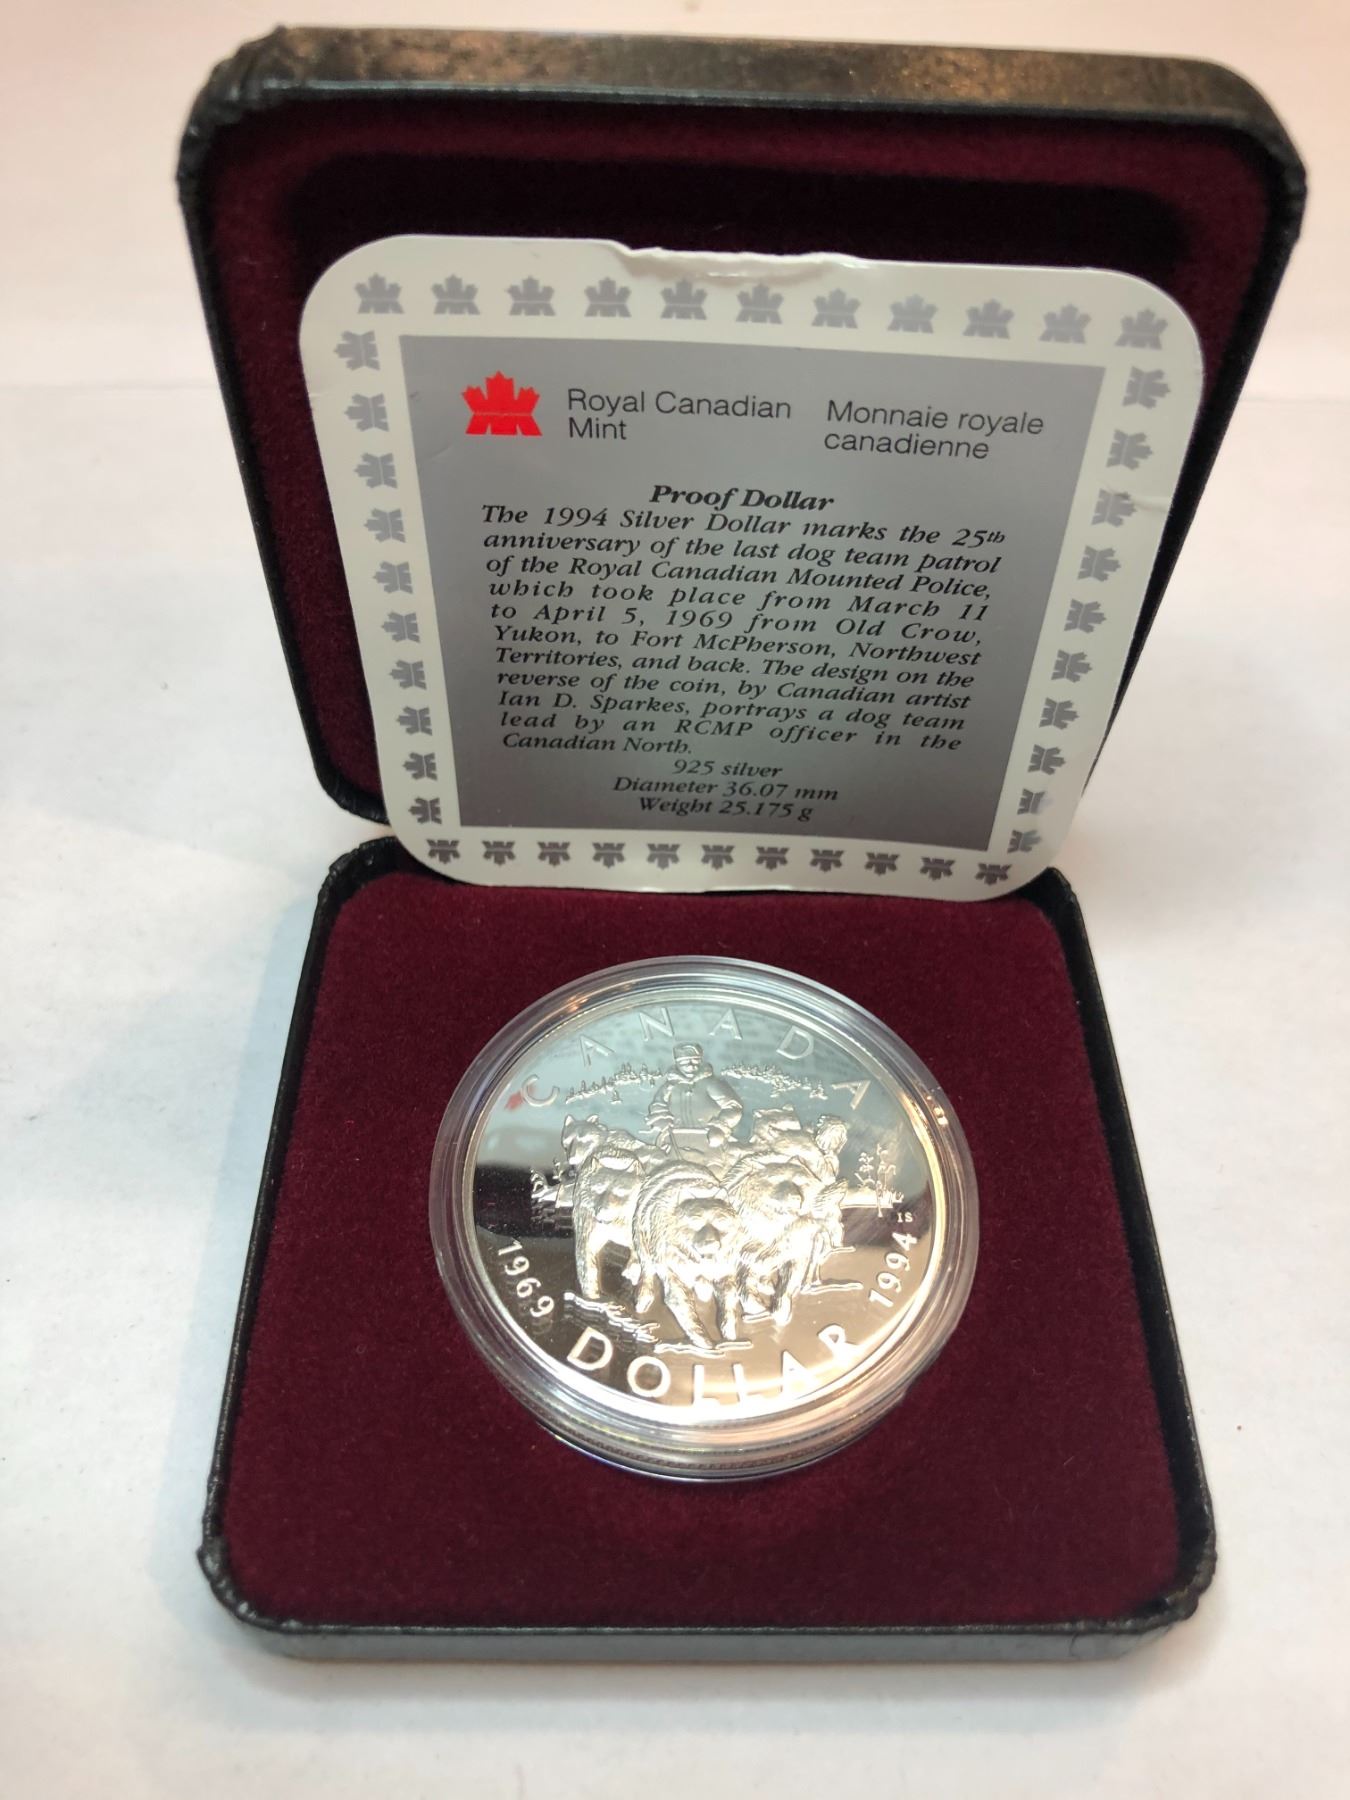 Royal Canadian Mint
Monnaie royale canadienne
Proof Dollar
The 1994 Silver Dollar marks the 25th
anniversary of the last dog team patrol
of the Royal Canadian Mounted Police,
which took place from March 11
to April 5, 1969 from Old Crow,
Yukon, to Fort McPherson, Northwest
Territories, and back. The design on the
reverse of the coin, by Canadian artist
Ian D. Sparkes, portrays a dog team
lead by an RCMP officer in the
Canadian North.
925 silver
Diameter 36.07 mm
Weight 25.175 g
CANADA
IS
1969 DOLLAR 1994